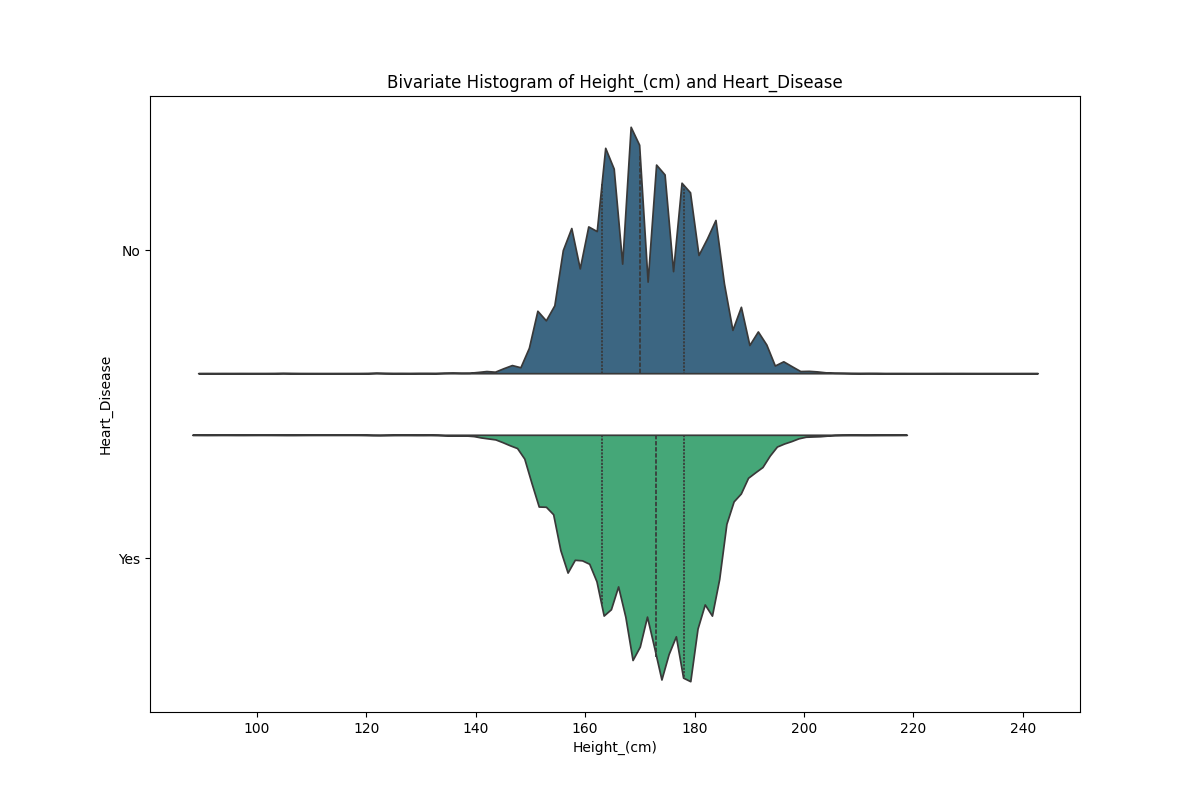 Bivariate Histogram of Height_(cm) and Heart_Disease
No
Heart_Disease
Yes
100 120 140 160 180 200 220 240
Height_(cm)